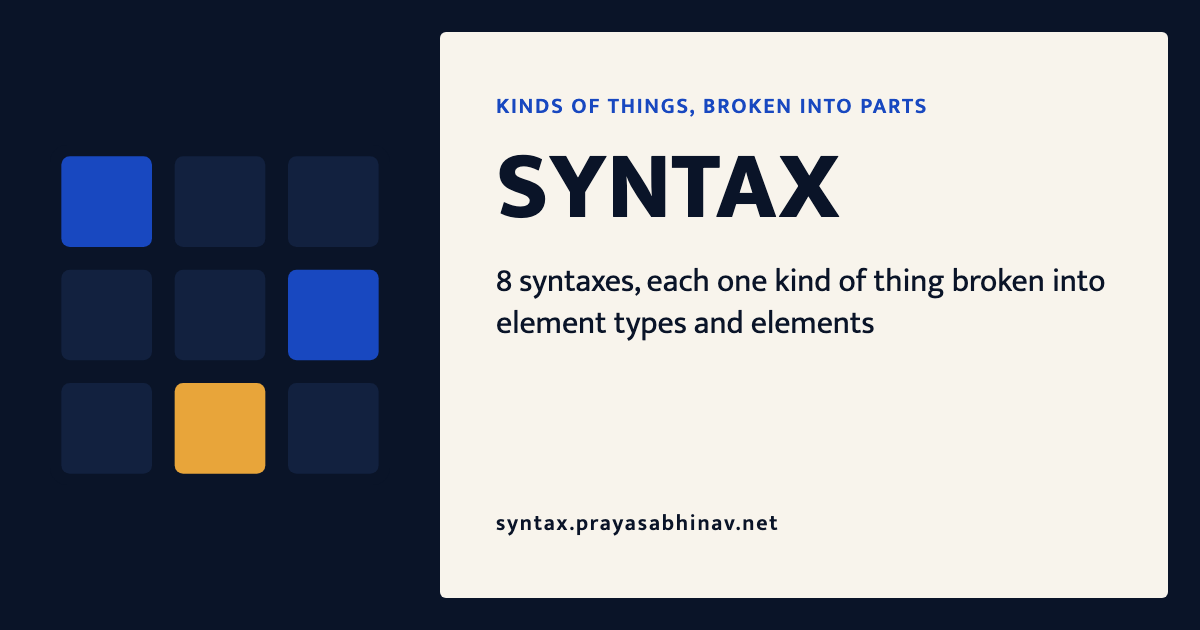 KINDS OF THINGS, BROKEN INTO PARTS
SYNTAX
8 syntaxes, each one kind of thing broken into
element types and elements
syntax.prayasabhinav.net